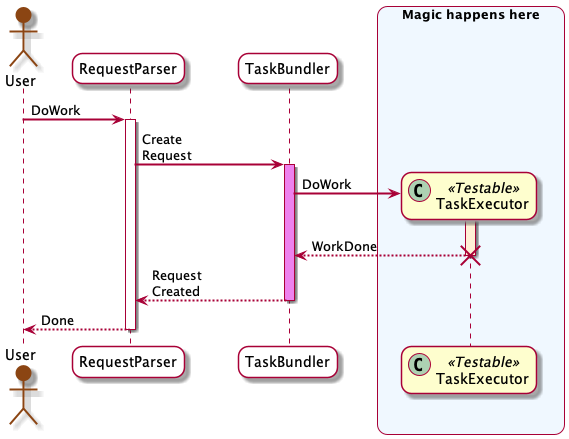 Magic happens here
User
RequestParser
TaskBundler
DoWork
Create
Request
DoWork
C
«Testable»
TaskExecutor
WorkDone
Request
Created
Done
User
RequestParser
TaskBundler
C
«Testable»
TaskExecutor